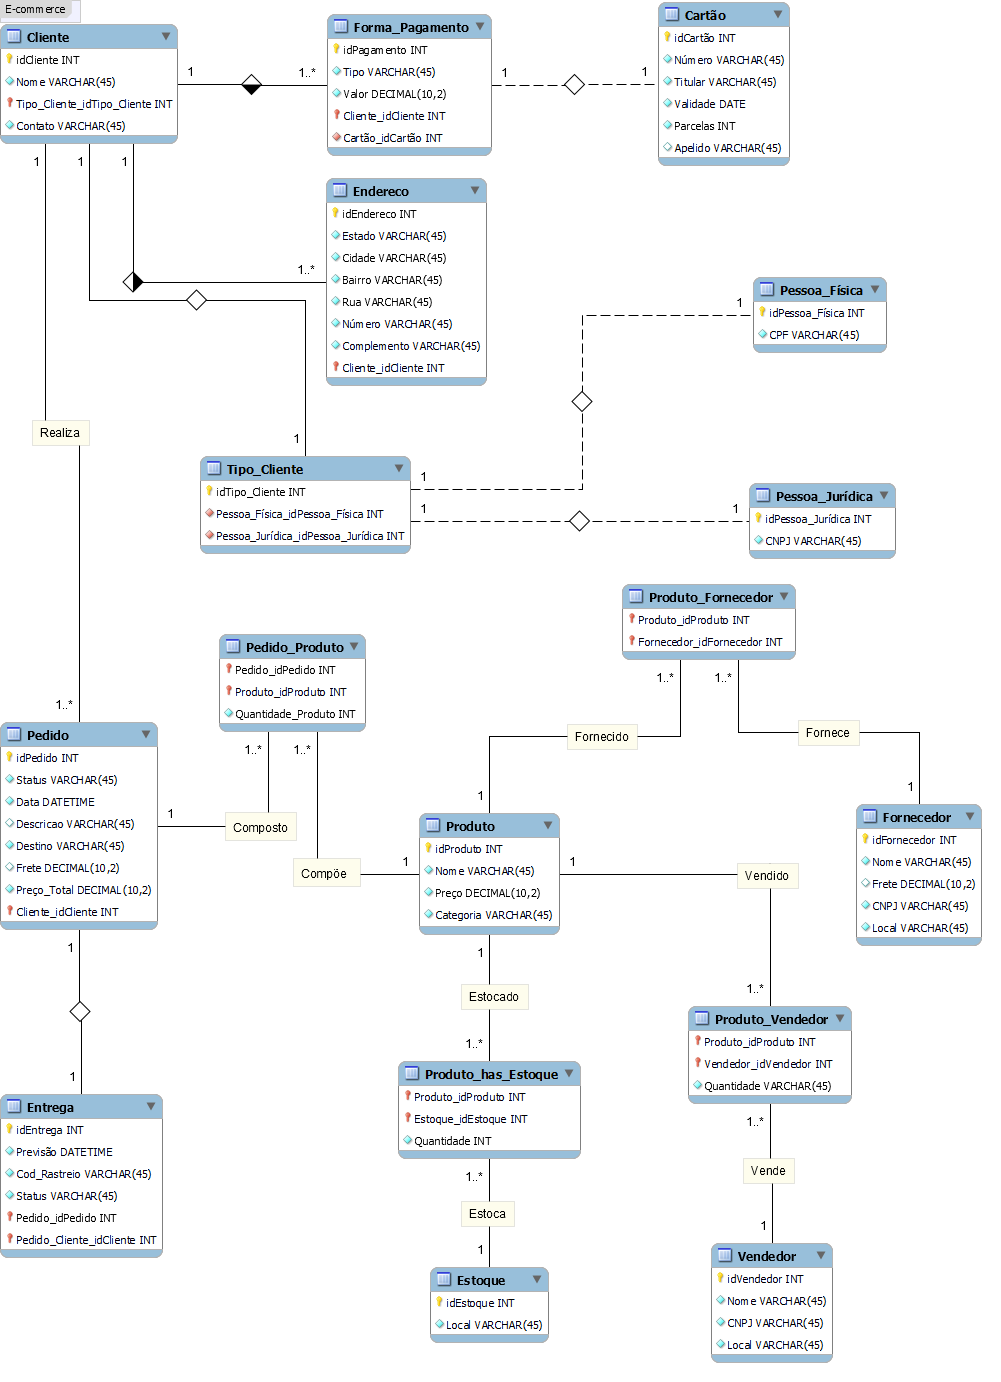 E-commerce
Cliente
idCliente INT
Nome VARCHAR(45)
Tipo_Cliente_idTipo_Cliente INT
Contato VARCHAR(45)
1
1..*
Forma_Pagamento
idPagamento INT
Tipo VARCHAR(45)
Valor DECIMAL(10,2)
Cliente_idCliente INT
Cartão_idCartão INT
1
1
Cartão
idCartão INT
Número VARCHAR(45)
Titular VARCHAR(45)
Validade DATE
Parcelas INT
Apelido VARCHAR(45)
1
1
1
1..*
Endereco
idEndereco INT
Estado VARCHAR(45)
Cidade VARCHAR(45)
Bairro VARCHAR(45)
Rua VARCHAR(45)
Número VARCHAR(45)
Complemento VARCHAR(45)
Cliente_idCliente INT
1
Pessoa_Física
idPessoa_Física INT
CPF VARCHAR(45)
Realiza
1
Tipo_Cliente
idTipo_Cliente INT
Pessoa_Física_idPessoa_Física INT
Pessoa_Jurídica_idPessoa_Jurídica INT
1
1
1
Pessoa_Jurídica
idPessoa_Jurídica INT
CNPJ VARCHAR(45)
Produto_Fornecedor
Produto_idProduto INT
Fornecedor_idFornecedor INT
1..*
1..*
Pedido_Produto
Pedido_idPedido INT
Produto_idProduto INT
Quantidade_Produto INT
1..*
1..*
1..*
Fornecido
Fornece
1
1
Pedido
idPedido INT
Status VARCHAR(45)
Data DATETIME
Descricao VARCHAR(45)
Destino VARCHAR(45)
Frete DECIMAL(10,2)
Preço_Total DECIMAL(10,2)
Cliente_idCliente INT
1
Composto
Compõe
1
Produto
idProduto INT
Nome VARCHAR(45)
Preço DECIMAL(10,2)
Categoria VARCHAR(45)
1
Vendido
Fornecedor
idFornecedor INT
Nome VARCHAR(45)
Frete DECIMAL(10,2)
CNPJ VARCHAR(45)
Local VARCHAR(45)
1
1
Estocado
1..*
1..*
1
Entrega
idEntrega INT
Previsão DATETIME
Cod_Rastreio VARCHAR(45)
Status VARCHAR(45)
Pedido_idPedido INT
Pedido_Cliente_idCliente INT
Produto_has_Estoque
Produto_idProduto INT
Estoque_idEstoque INT
Quantidade INT
1..*
Estoca
1
Estoque
idEstoque INT
Local VARCHAR(45)
Produto_Vendedor
Produto_idProduto INT
Vendedor_idVendedor INT
Quantidade VARCHAR(45)
1..*
Vende
1
Vendedor
idVendedor INT
Nome VARCHAR(45)
CNPJ VARCHAR(45)
Local VARCHAR(45)